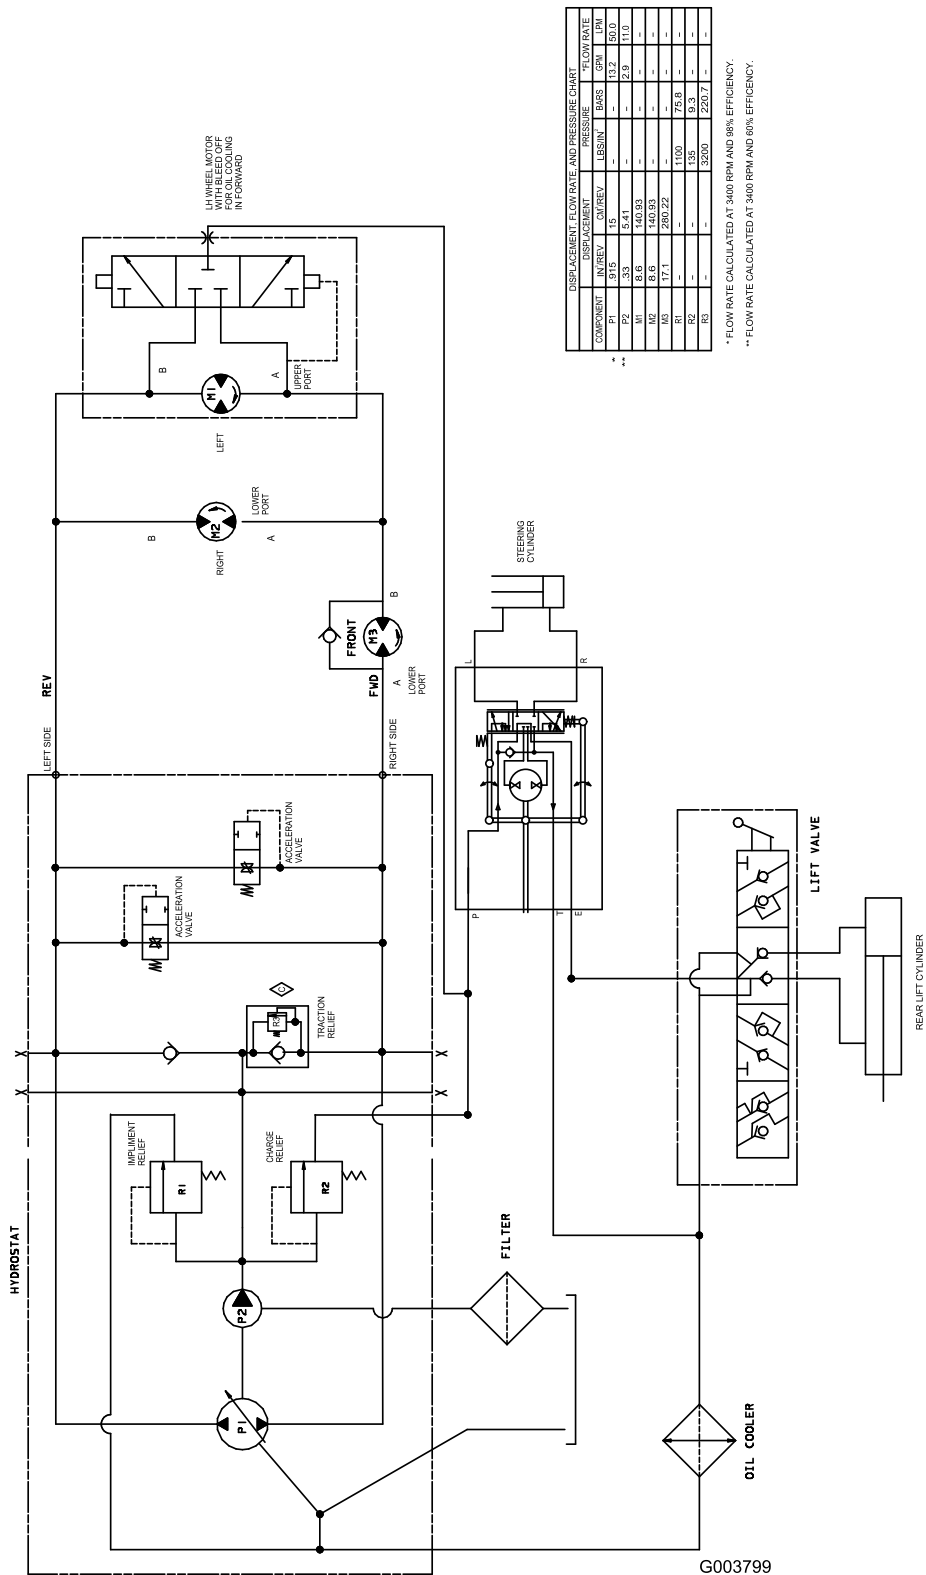 DISPLACEMENT, FLOW RATE, AND PRESSURE CHART
DISPLACEMENT PRESSURE *FLOW RATE
COMPONENT IN³/REV CM³/REV LBS/IN² BARS GPM LPM
* P1 .915 15 – – 13.2 50.0
** P2 .33 5.41 – – 2.9 11.0
M1 8.6 140.93 – – – –
M2 8.6 140.93 – – – –
M3 17.1 280.22 – – – –
R1 – – 1100 75.8 – –
R2 – – 135 9.3 – –
R3 – – 3200 220.7 – –
* FLOW RATE CALCULATED AT 3400 RPM AND 98% EFFICIENCY.
** FLOW RATE CALCULATED AT 3400 RPM AND 60% EFFICIENCY.
LH WHEEL MOTOR
WITH BLEED OFF
FOR OIL COOLING
IN FORWARD
B
A
UPPER
PORT
M1
LEFT
B
M2
RIGHT
A
LOWER
PORT
REV
LEFT SIDE
FRONT
M3
B
A
LOWER
PORT
FWD
RIGHT SIDE
STEERING
CYLINDER
L
R
P
T
E
ACCELERATION
VALVE
ACCELERATION
VALVE
C
R3
TRACTION
RELIEF
IMPLIMENT
RELIEF
R1
CHARGE
RELIEF
R2
HYDROSTAT
P2
P1
FILTER
LIFT VALVE
REAR LIFT CYLINDER
OIL COOLER
G003799